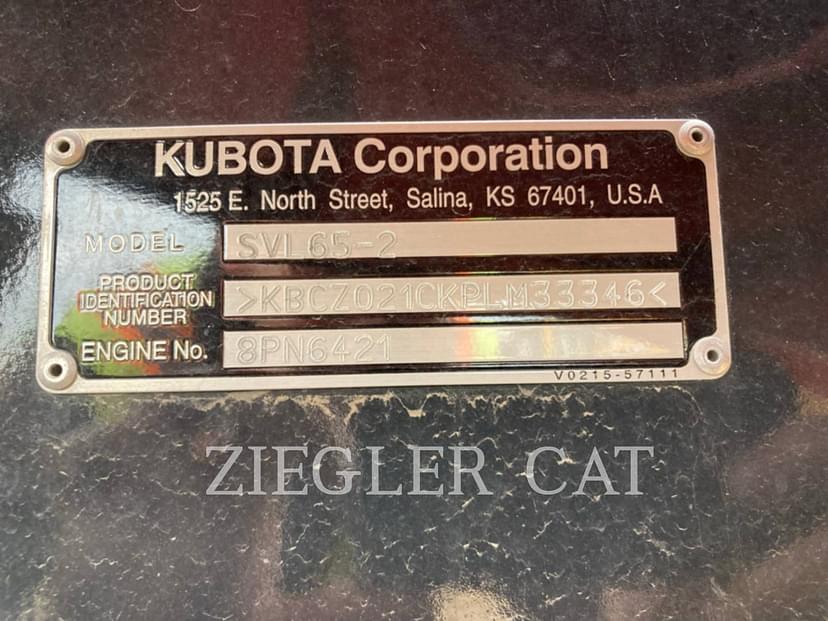 KUBOTA Corporation
1525 E. North Street, Salina, KS 67401, U.S.A
MODEL SVL65-2
PRODUCT IDENTIFICATION NUMBER >KBCZ021CKPLM33346<
ENGINE No. 8PN6421
V0215-57111
ZIEGLER CAT